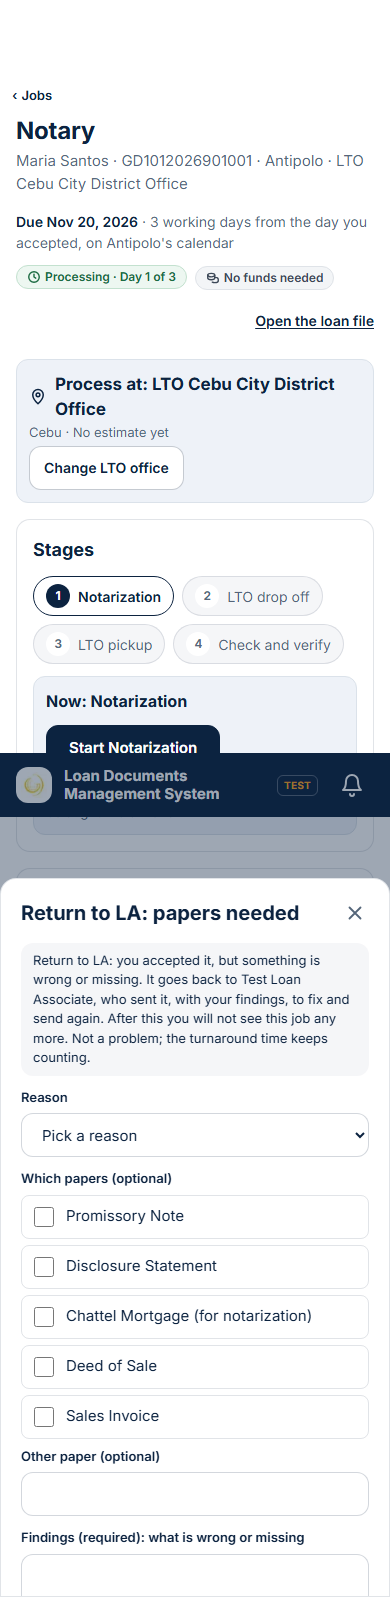 ‹ Jobs
Notary
Maria Santos · GD1012026901001 · Antipolo · LTO
Cebu City District Office
Due Nov 20, 2026 · 3 working days from the day you
accepted, on Antipolo's calendar
Processing · Day 1 of 3
No funds needed
Open the loan file
Process at: LTO Cebu City District
Office
Cebu · No estimate yet
Change LTO office
Stages
1 Notarization
2 LTO drop off
3 LTO pickup
4 Check and verify
Now: Notarization
Start Notarization
Loan Documents
Management System
TEST
Return to LA: papers needed
Return to LA: you accepted it, but something is
wrong or missing. It goes back to Test Loan
Associate, who sent it, with your findings, to fix and
send again. After this you will not see this job any
more. Not a problem; the turnaround time keeps
counting.
Reason
Pick a reason
Which papers (optional)
Promissory Note
Disclosure Statement
Chattel Mortgage (for notarization)
Deed of Sale
Sales Invoice
Other paper (optional)
Findings (required): what is wrong or missing